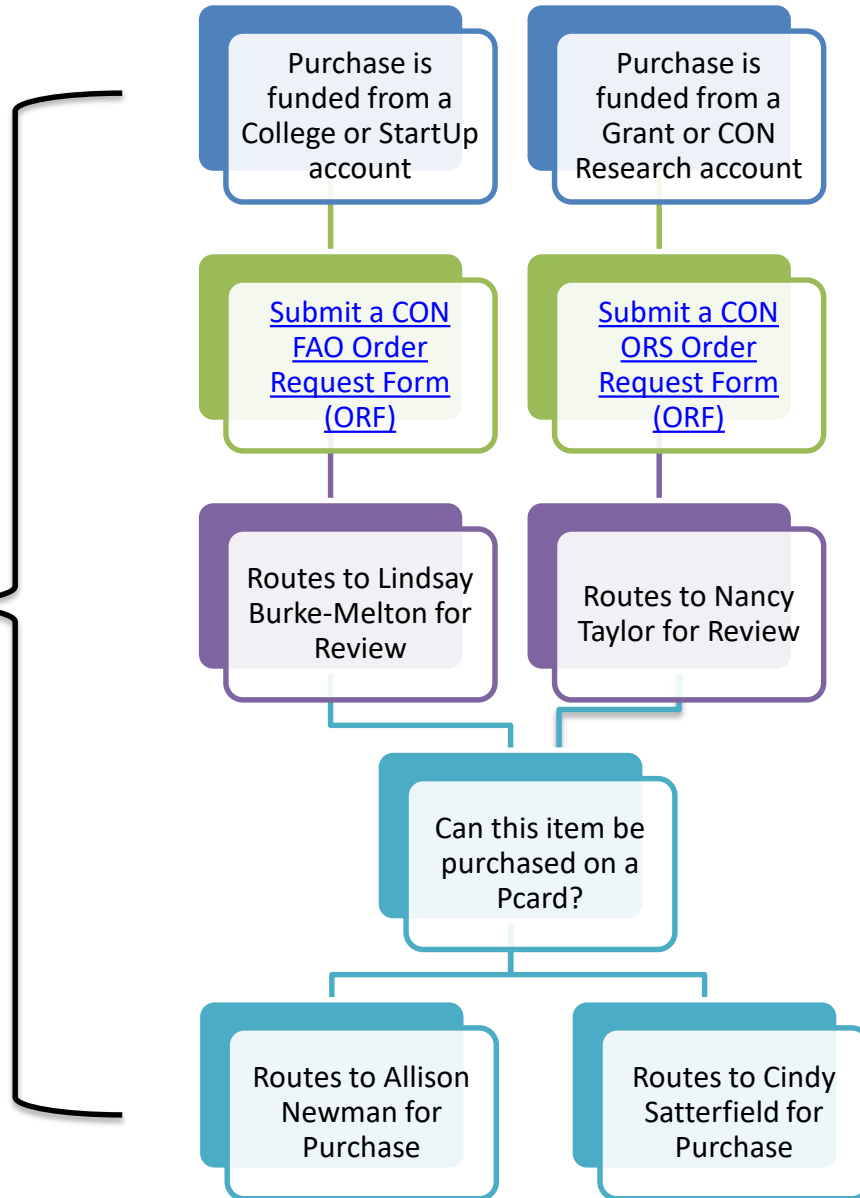 Purchase is
funded from a
College or StartUp
account
Purchase is
funded from a
Grant or CON
Research account
Submit a CON
FAO Order
Request Form
(ORF)
Submit a CON
ORS Order
Request Form
(ORF)
Routes to Lindsay
Burke-Melton for
Review
Routes to Nancy
Taylor for Review
Can this item be
purchased on a
Pcard?
Routes to Allison
Newman for
Purchase
Routes to Cindy
Satterfield for
Purchase